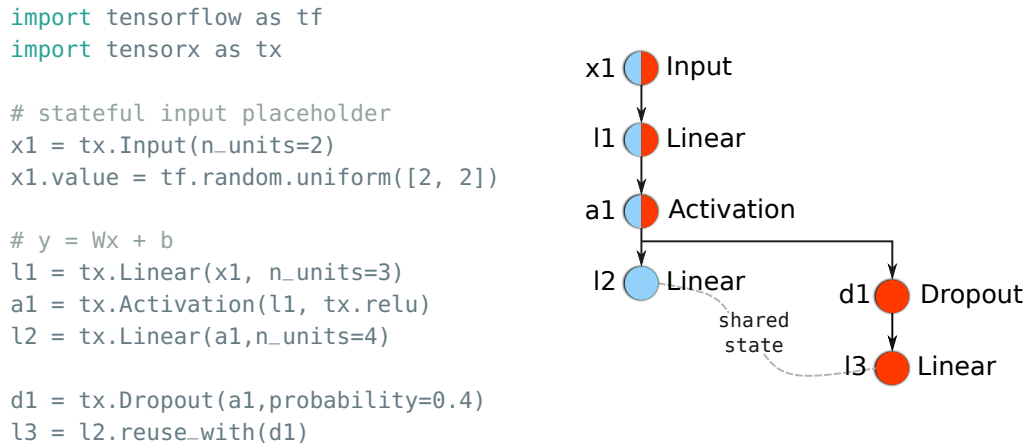 import tensorflow as tf
import tensorx as tx
# stateful input placeholder
x1 = tx.Input(n_units=2)
x1.value = tf.random.uniform([2, 2])
# y = Wx + b
l1 = tx.Linear(x1, n_units=3)
a1 = tx.Activation(l1, tx.relu)
l2 = tx.Linear(a1,n_units=4)
d1 = tx.Dropout(a1,probability=0.4)
l3 = l2.reuse_with(d1)
x1 Input
l1 Linear
a1 Activation
l2 Linear
d1 Dropout
shared
state
l3 Linear